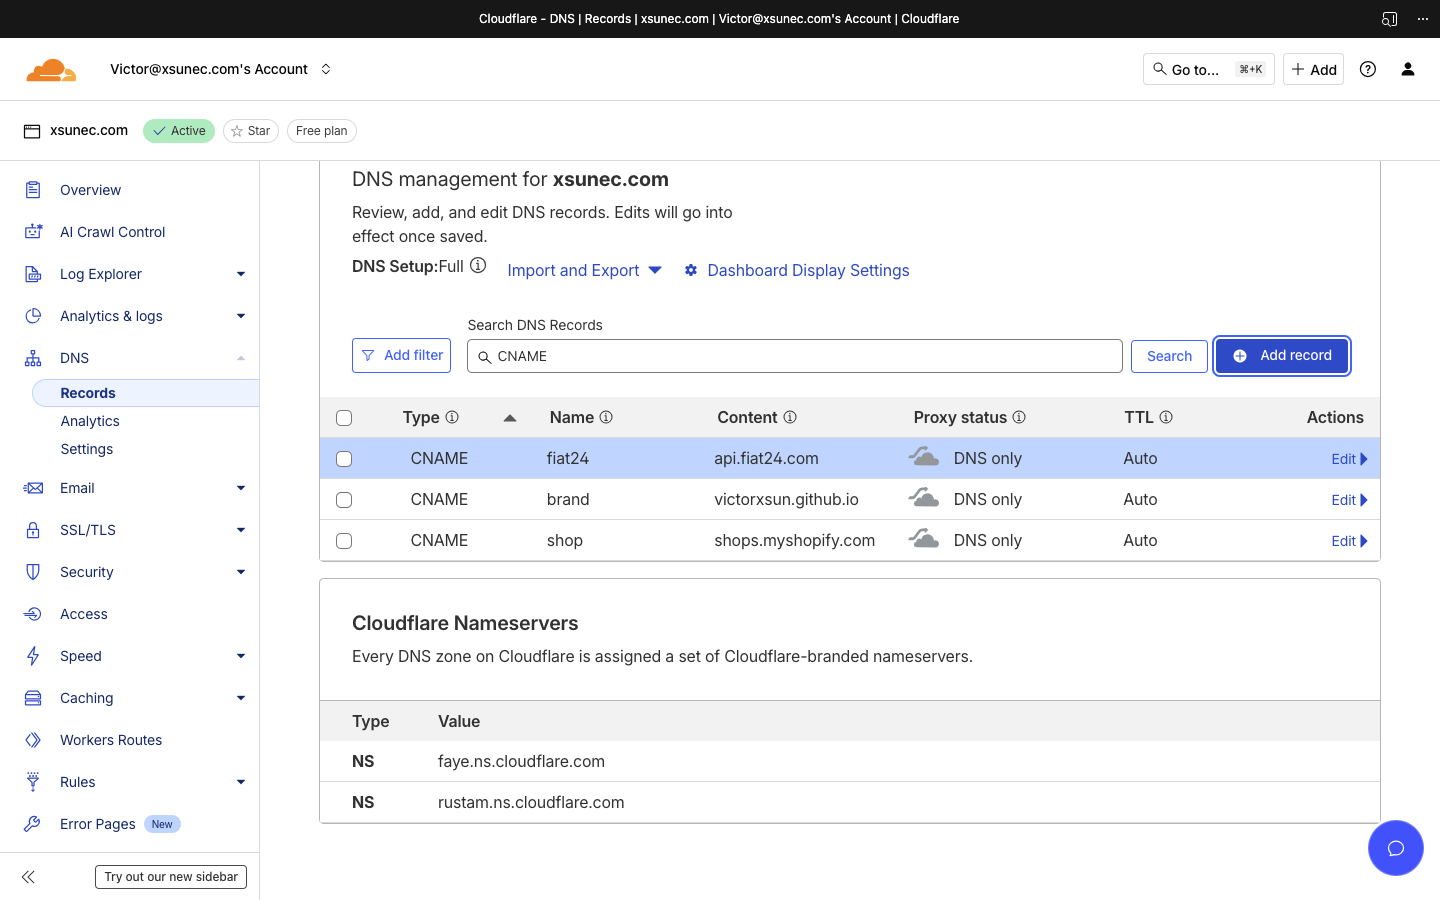 Cloudflare - DNS | Records | xsunec.com | Victor@xsunec.com's Account | Cloudflare
Victor@xsunec.com's Account
Go to... ⌘+K
Add
xsunec.com
Active
Star
Free plan
Overview
AI Crawl Control
Log Explorer
Analytics & logs
DNS
Records
Analytics
Settings
Email
SSL/TLS
Security
Access
Speed
Caching
Workers Routes
Rules
Error Pages New
Try out our new sidebar
DNS management for xsunec.com
Review, add, and edit DNS records. Edits will go into
effect once saved.
DNS Setup:Full
Import and Export
Dashboard Display Settings
Search DNS Records
Add filter
CNAME
Search
Add record
Type Name Content Proxy status TTL Actions
CNAME fiat24 api.fiat24.com DNS only Auto Edit
CNAME brand victorxsun.github.io DNS only Auto Edit
CNAME shop shops.myshopify.com DNS only Auto Edit
Cloudflare Nameservers
Every DNS zone on Cloudflare is assigned a set of Cloudflare-branded nameservers.
Type Value
NS faye.ns.cloudflare.com
NS rustam.ns.cloudflare.com